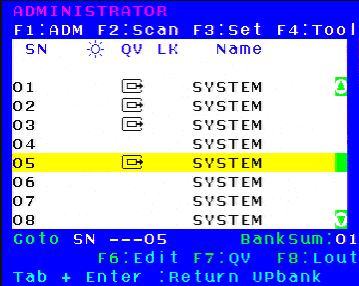 ADMINISTRATOR
F1:ADM F2:Scan F3:Set F4:Tool
SN QV LK Name
01 SYSTEM
02 SYSTEM
03 SYSTEM
04 SYSTEM
05 SYSTEM
06 SYSTEM
07 SYSTEM
08 SYSTEM
Goto SN ---05 BankSum:01
F6:Edit F7:QV F8:Lout
Tab + Enter :Return UPbank